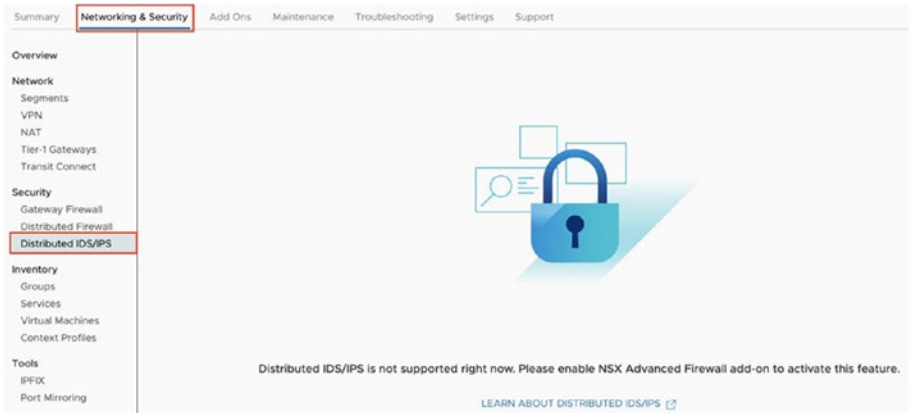 Summary Networking & Security Add Ons Maintenance Troubleshooting Settings Support
Overview
Network
Segments
VPN
NAT
Tier-1 Gateways
Transit Connect
Security
Gateway Firewall
Distributed Firewall
Distributed IDS/IPS
Inventory
Groups
Services
Virtual Machines
Context Profiles
Tools
IPFIX
Port Mirroring
Distributed IDS/IPS is not supported right now. Please enable NSX Advanced Firewall add-on to activate this feature.
LEARN ABOUT DISTRIBUTED IDS/IPS